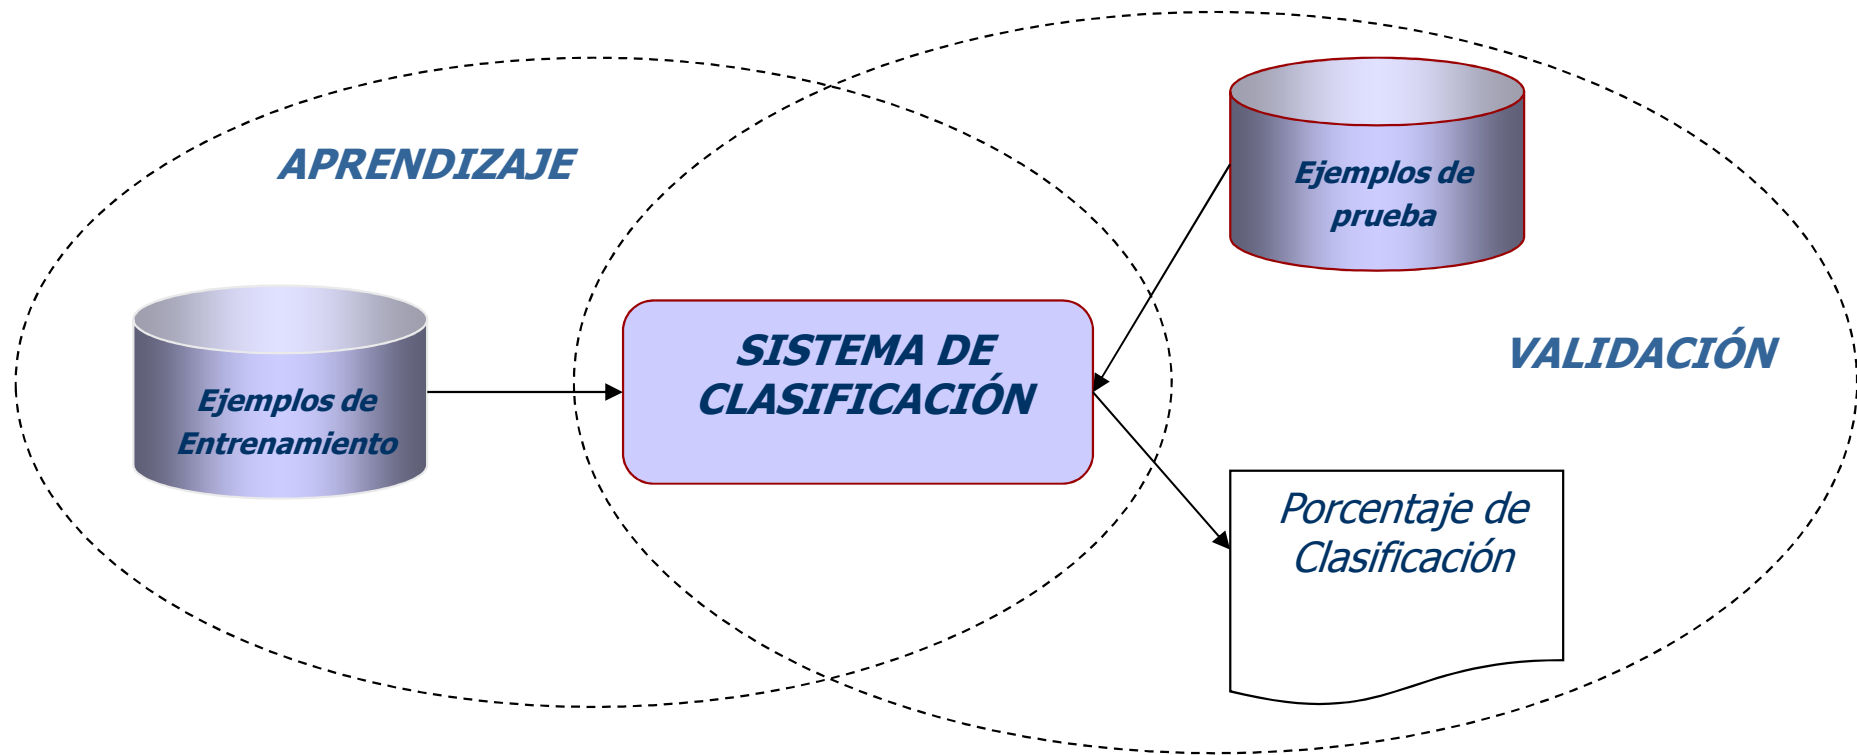 APRENDIZAJE
Ejemplos de
Entrenamiento
SISTEMA DE
CLASIFICACIÓN
Ejemplos de
prueba
VALIDACIÓN
Porcentaje de
Clasificación